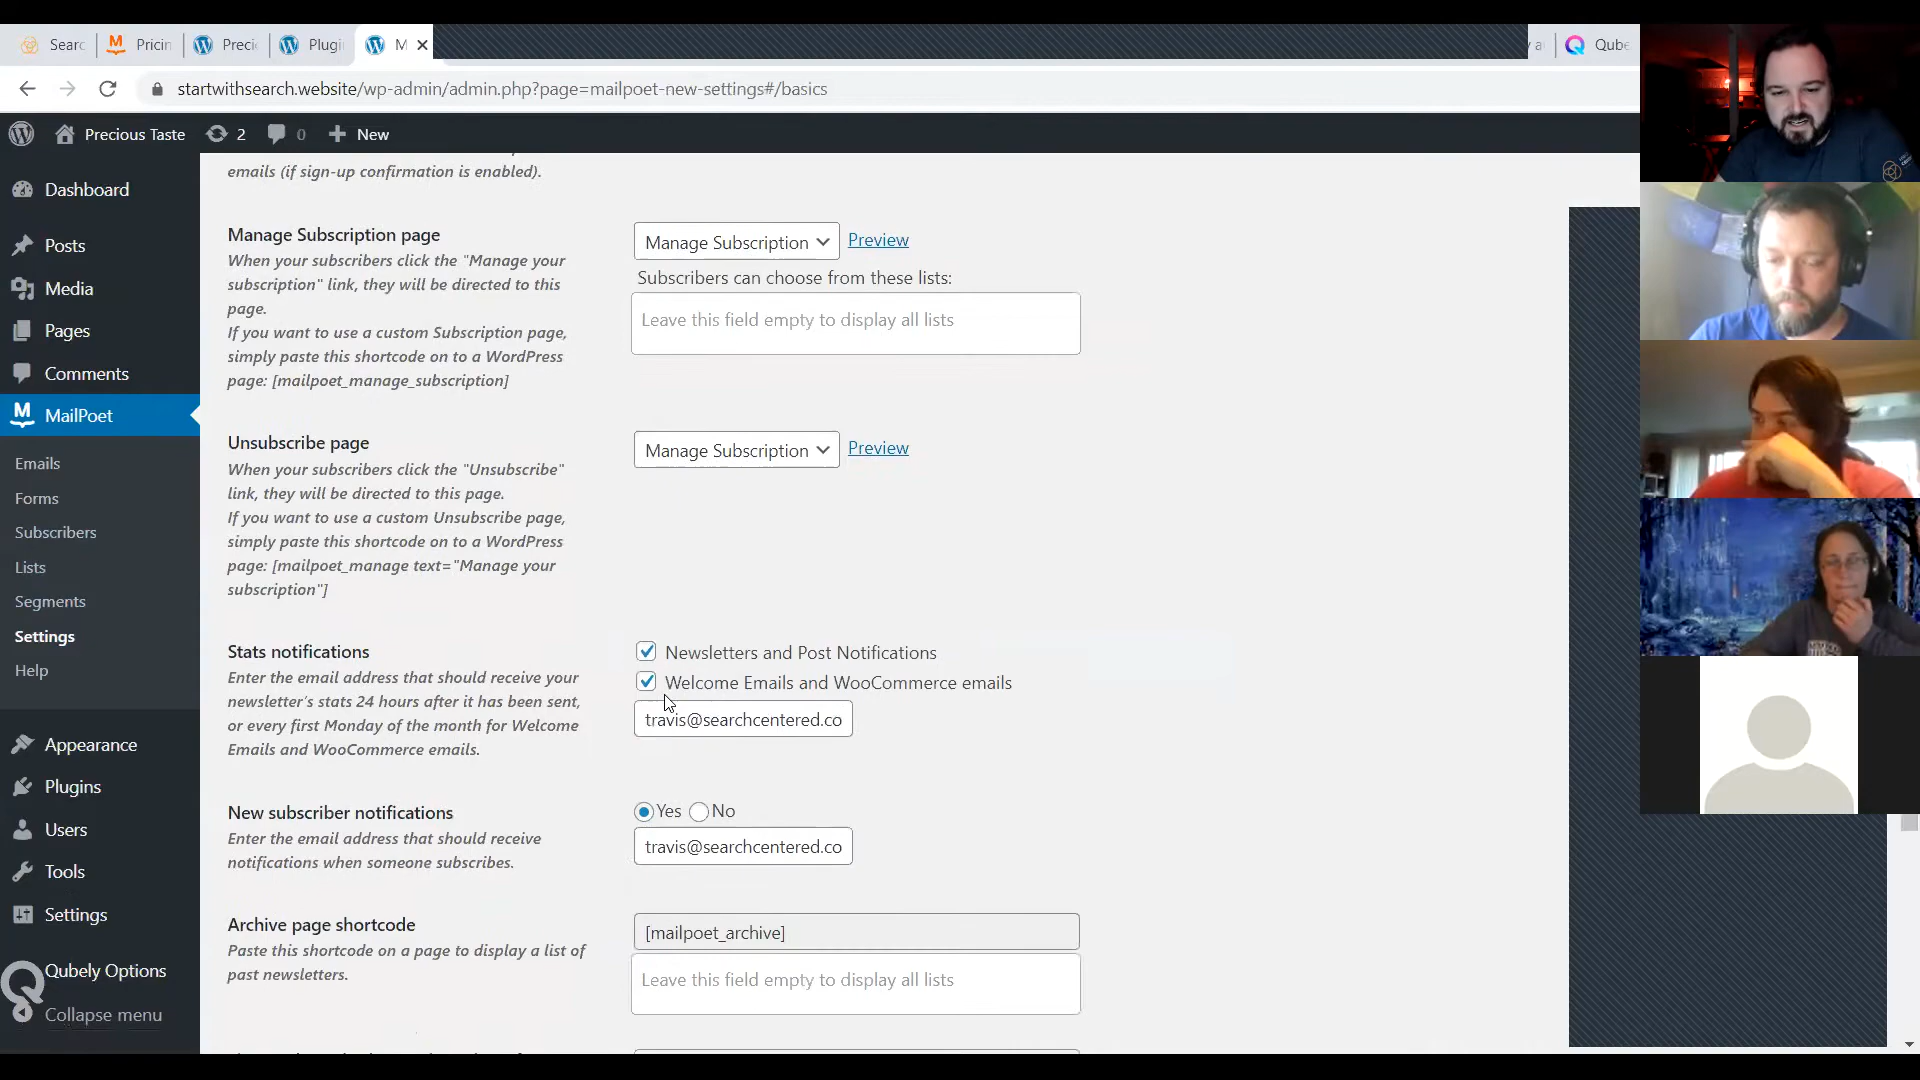 Searc
Pricin
Preci
Plugi
M
y a
Qube
startwithsearch.website/wp-admin/admin.php?page=mailpoet-new-settings#/basics
Precious Taste
2
0
New
Dashboard
Posts
Media
Pages
Comments
MailPoet
Emails
Forms
Subscribers
Lists
Segments
Settings
Help
Appearance
Plugins
Users
Tools
Settings
Qubely Options
Collapse menu
emails (if sign-up confirmation is enabled).
Manage Subscription page
When your subscribers click the "Manage your
subscription" link, they will be directed to this
page.
If you want to use a custom Subscription page,
simply paste this shortcode on to a WordPress
page: [mailpoet_manage_subscription]
Manage Subscription
Preview
Subscribers can choose from these lists:
Leave this field empty to display all lists
Unsubscribe page
When your subscribers click the "Unsubscribe"
link, they will be directed to this page.
If you want to use a custom Unsubscribe page,
simply paste this shortcode on to a WordPress
page: [mailpoet_manage text="Manage your
subscription"]
Manage Subscription
Preview
Stats notifications
Enter the email address that should receive your
newsletter's stats 24 hours after it has been sent,
or every first Monday of the month for Welcome
Emails and WooCommerce emails.
Newsletters and Post Notifications
Welcome Emails and WooCommerce emails
travis@searchcentered.co
New subscriber notifications
Enter the email address that should receive
notifications when someone subscribes.
Yes
No
travis@searchcentered.co
Archive page shortcode
Paste this shortcode on a page to display a list of
past newsletters.
[mailpoet_archive]
Leave this field empty to display all lists